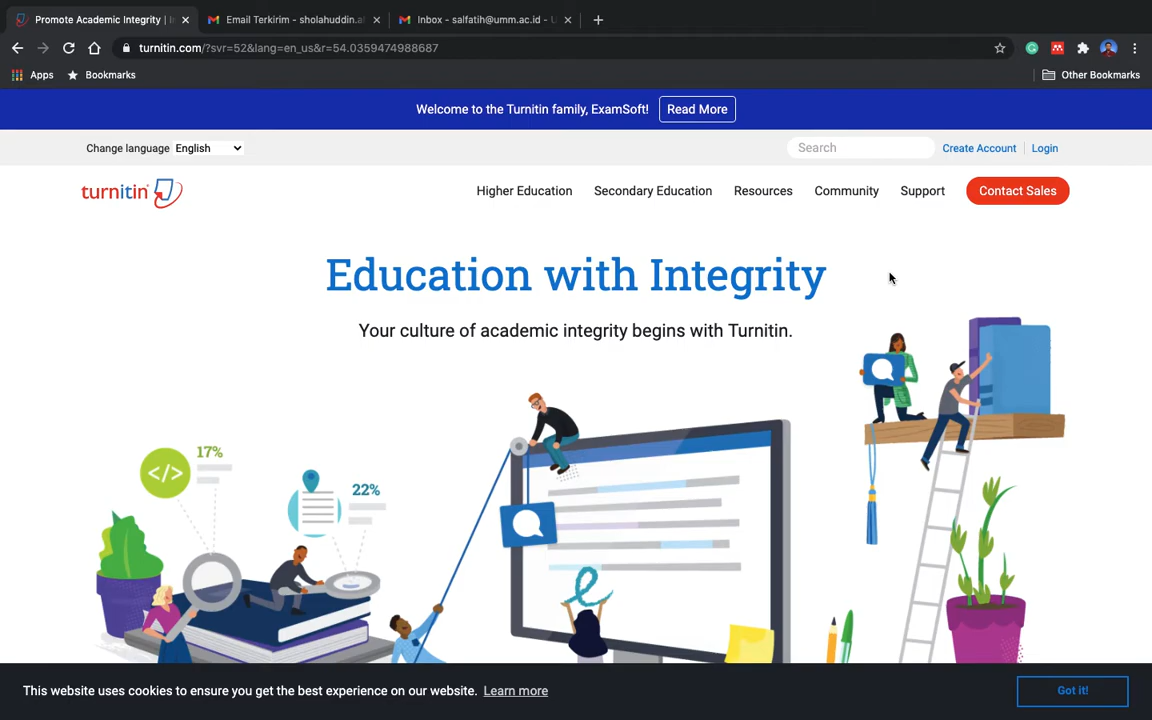 Promote Academic Integrity |
Email Terkirim - sholahuddin.al
Inbox - salfatih@umm.ac.id -
turnitin.com/?svr=52&lang=en_us&r=54.0359474988687
Apps
Bookmarks
Other Bookmarks
Welcome to the Turnitin family, ExamSoft!
Read More
Change language
English
Search
Create Account
Login
turnitin
Higher Education
Secondary Education
Resources
Community
Support
Contact Sales
Education with Integrity
Your culture of academic integrity begins with Turnitin.
17%
</>
22%
This website uses cookies to ensure you get the best experience on our website. Learn more
Got it!